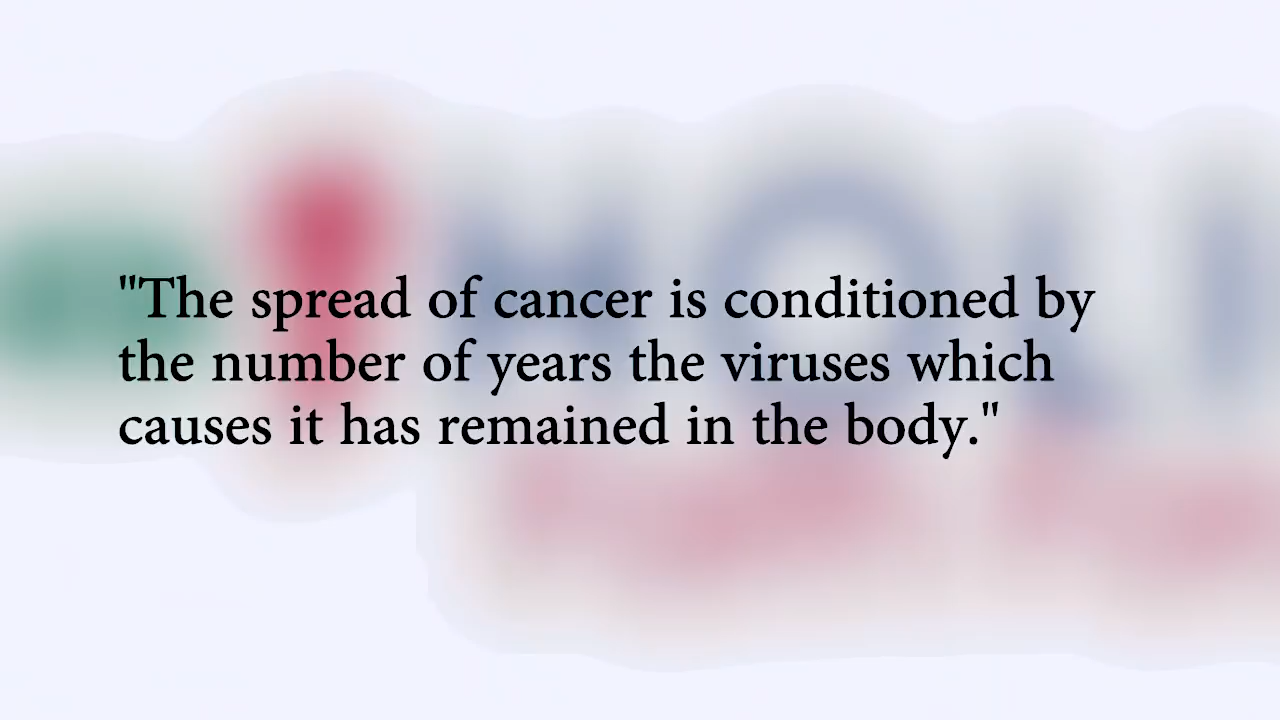 "The spread of cancer is conditioned by
the number of years the viruses which
causes it has remained in the body."